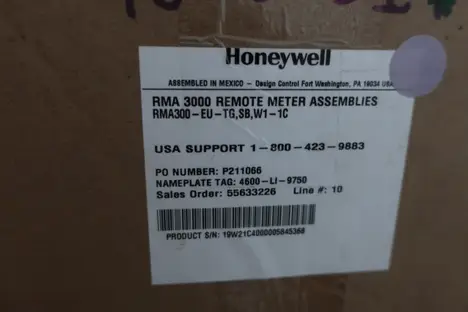 Honeywell
ASSEMBLED IN MEXICO – Design Control Fort Washington, PA 19034 USA
RMA 3000 REMOTE METER ASSEMBLIES
RMA300-EU-TG,SB,W1-1C
USA SUPPORT 1-800-423-9883
PO NUMBER: P211066
NAMEPLATE TAG: 4600-LI-9750
Sales Order: 55633226 Line #: 10
PRODUCT S/N: 19W21C4000005845366